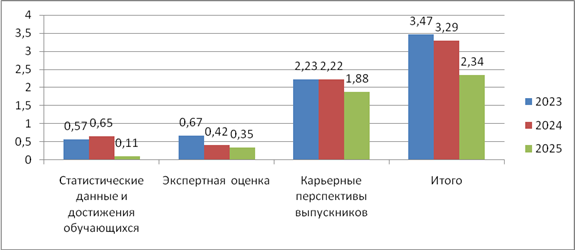 4
3,5
3
2,5
2
1,5
1
0,5
0
0,57 0,65 0,11
0,67 0,42 0,35
2,23 2,22 1,88
3,47 3,29 2,34
Статистические
данные и
достижения
обучающихся
Экспертная оценка
Карьерные
перспективы
выпускников
Итого
2023
2024
2025